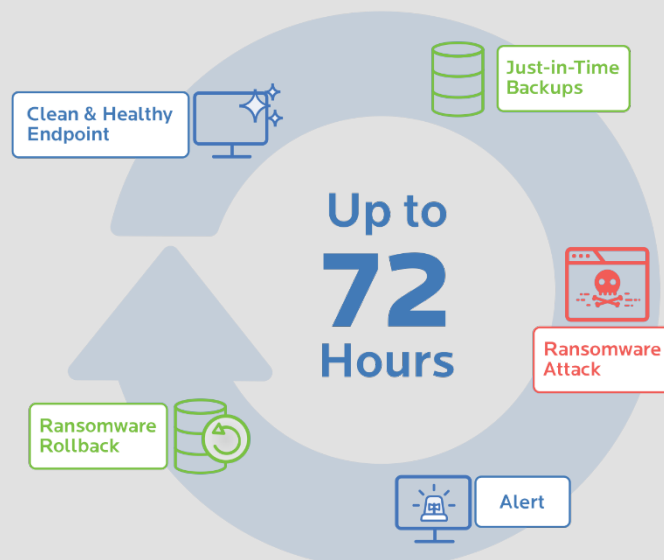 Just-in-Time
Backups
Clean & Healthy
Endpoint
Up to
72
Hours
Ransomware
Attack
Ransomware
Rollback
Alert